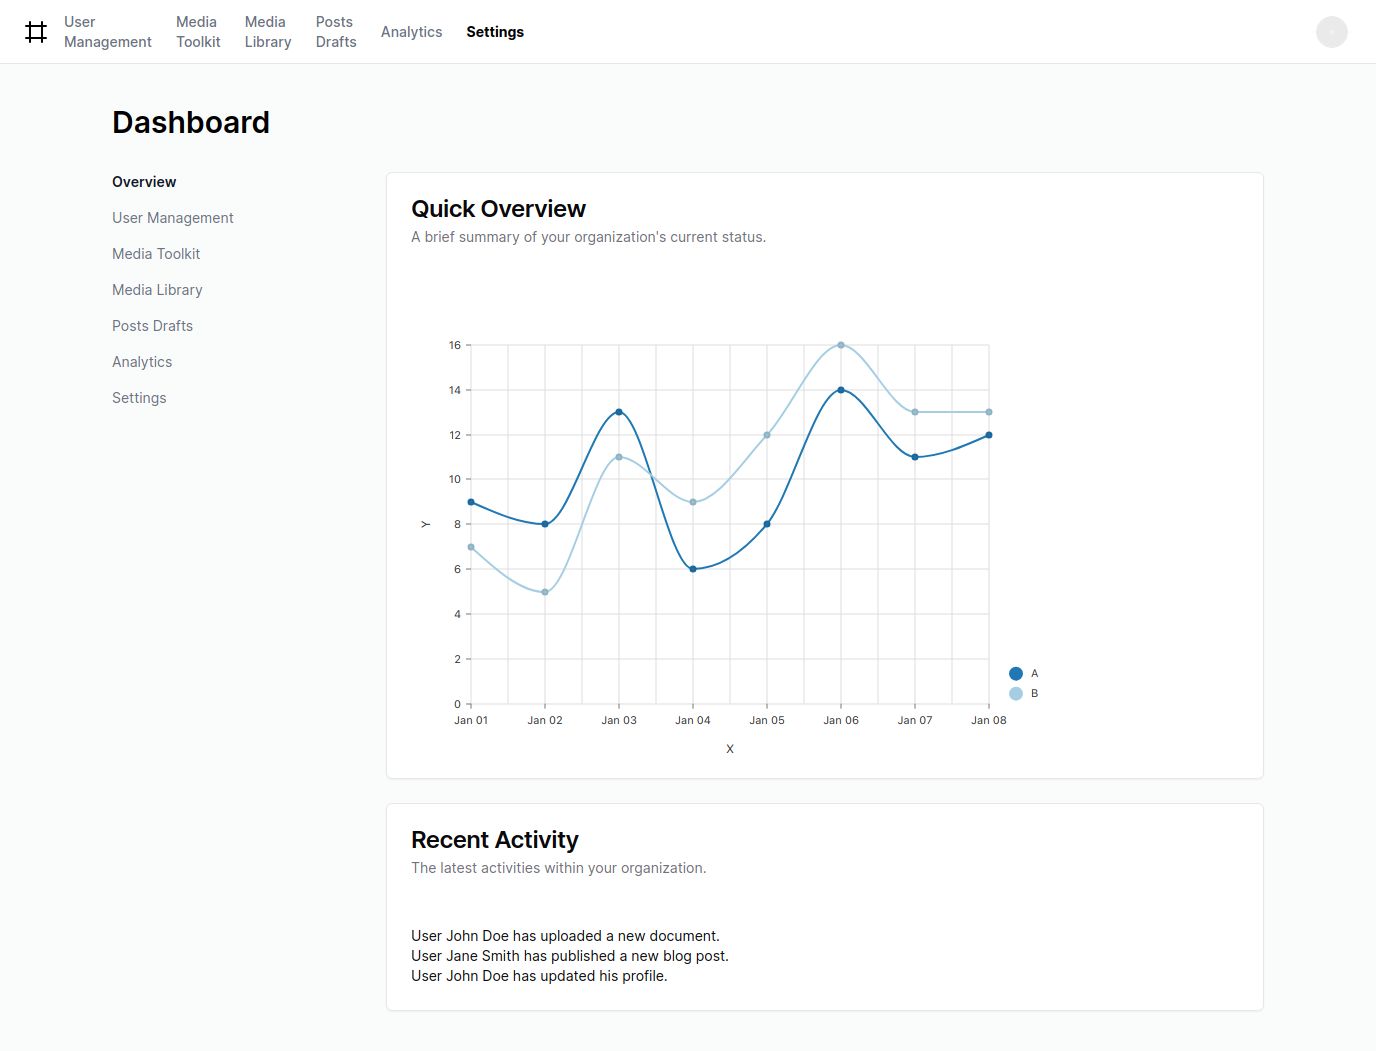 User Management
Media Toolkit
Media Library
Posts Drafts
Analytics
Settings
Dashboard
Overview
User Management
Media Toolkit
Media Library
Posts Drafts
Analytics
Settings
Quick Overview
A brief summary of your organization's current status.
16
14
12
10
8
6
4
2
0
Y
Jan 01 Jan 02 Jan 03 Jan 04 Jan 05 Jan 06 Jan 07 Jan 08
X
A
B
Recent Activity
The latest activities within your organization.
User John Doe has uploaded a new document.
User Jane Smith has published a new blog post.
User John Doe has updated his profile.